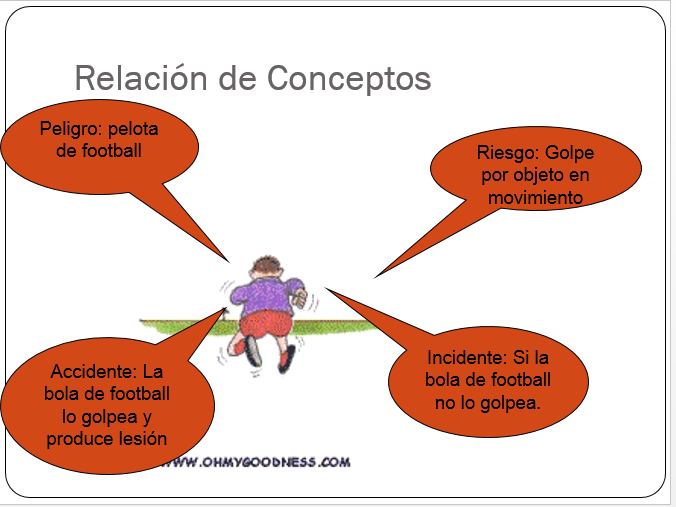 Relación de Conceptos
Peligro: pelota
de football
Riesgo: Golpe
por objeto en
movimiento
Accidente: La
bola de football
lo golpea y
produce lesión
Incidente: Si la
bola de football
no lo golpea.
WWW.OHMYGOODNESS.COM